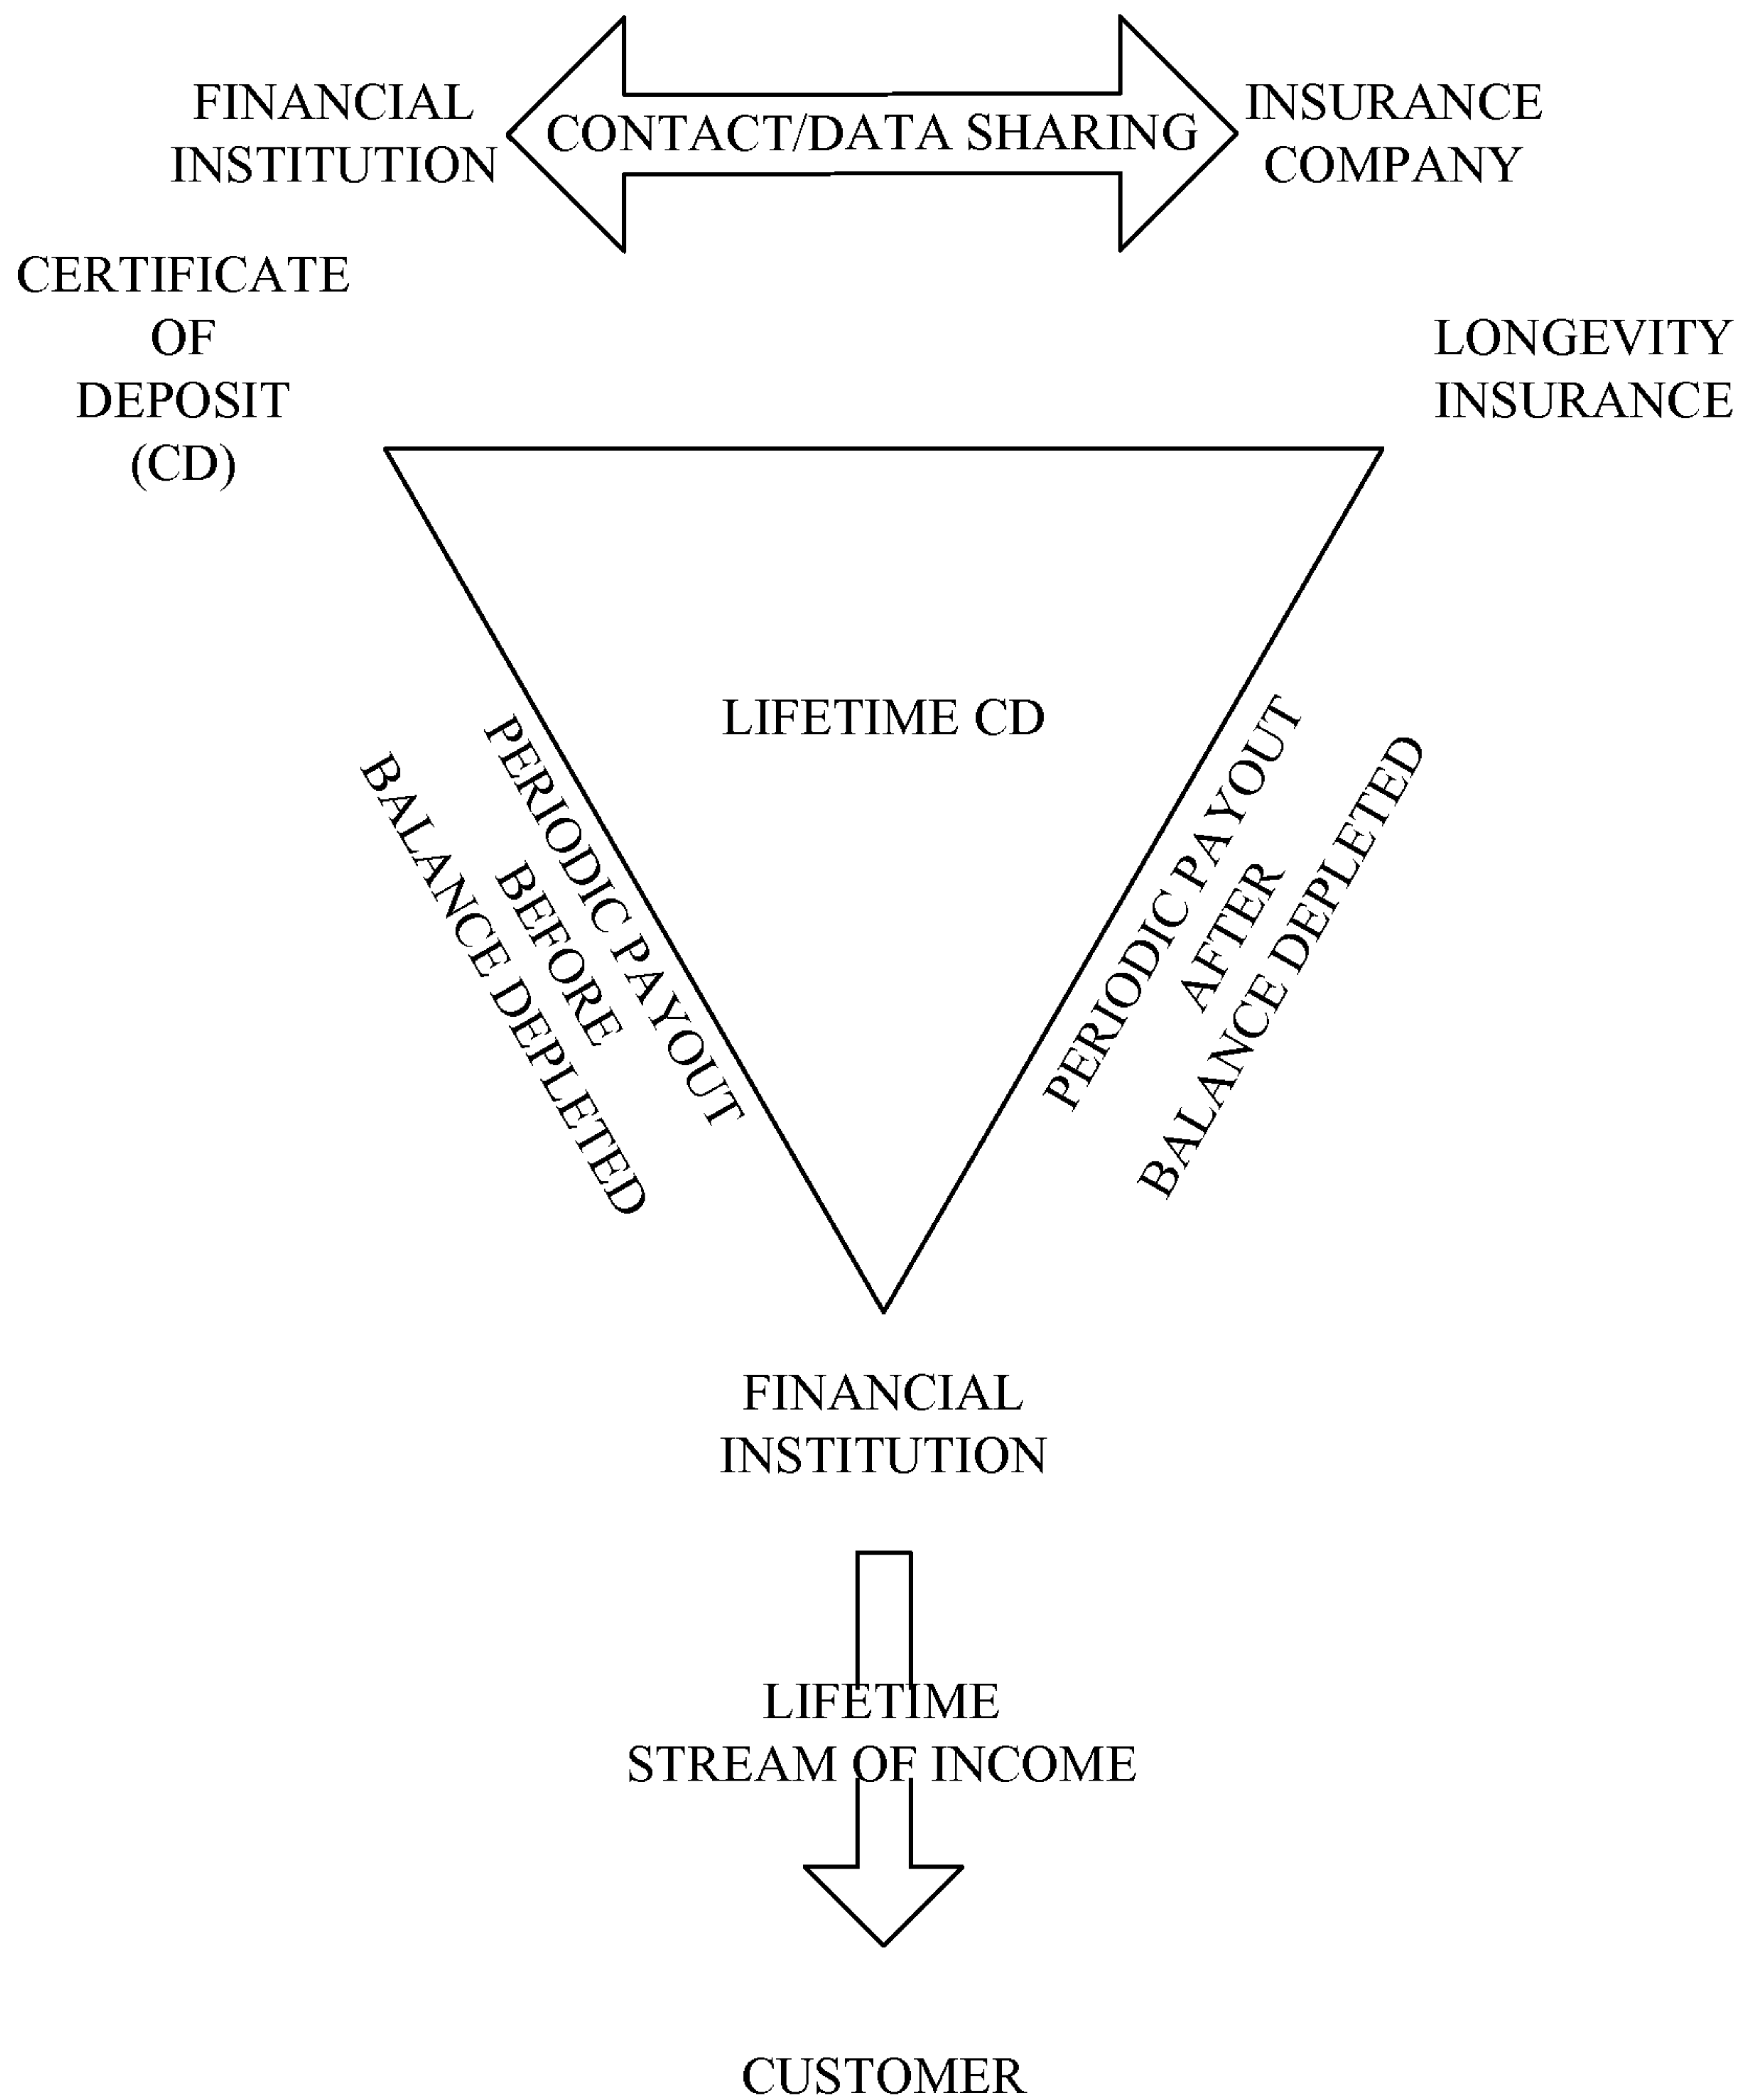 FINANCIAL
INSTITUTION
CONTACT/DATA SHARING
INSURANCE
COMPANY
CERTIFICATE
OF
DEPOSIT
(CD)
LONGEVITY
INSURANCE
LIFETIME CD
PERIODIC PAYOUT
BEFORE
BALANCE DEPLETED
PERIODIC PAYOUT
AFTER
BALANCE DEPLETED
FINANCIAL
INSTITUTION
LIFETIME
STREAM OF INCOME
CUSTOMER